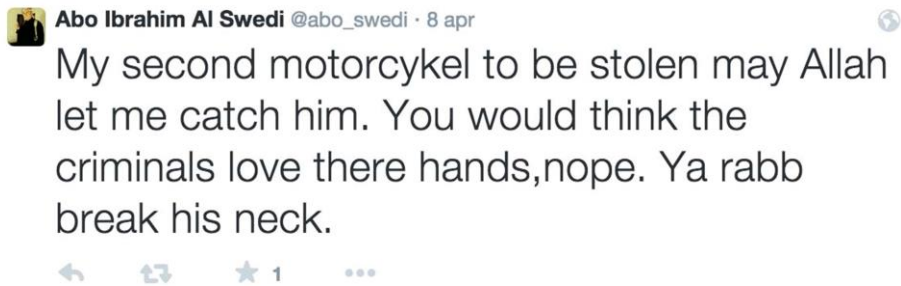 Abo Ibrahim Al Swedi @abo_swedi · 8 apr
My second motorcykel to be stolen may Allah
let me catch him. You would think the
criminals love there hands,nope. Ya rabb
break his neck.
1